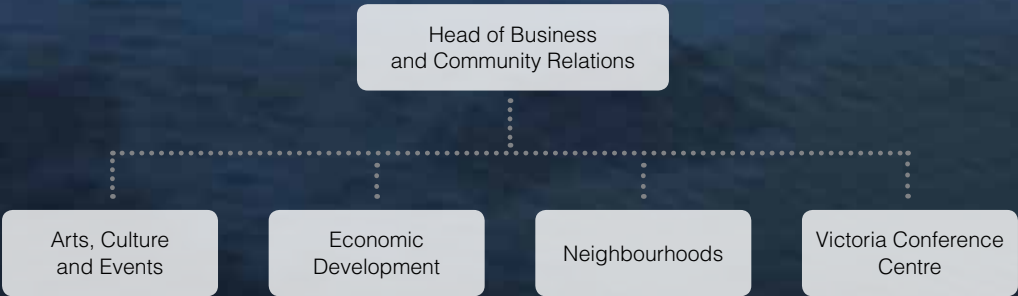 Head of Business
and Community Relations
Arts, Culture
and Events
Economic
Development
Neighbourhoods
Victoria Conference
Centre